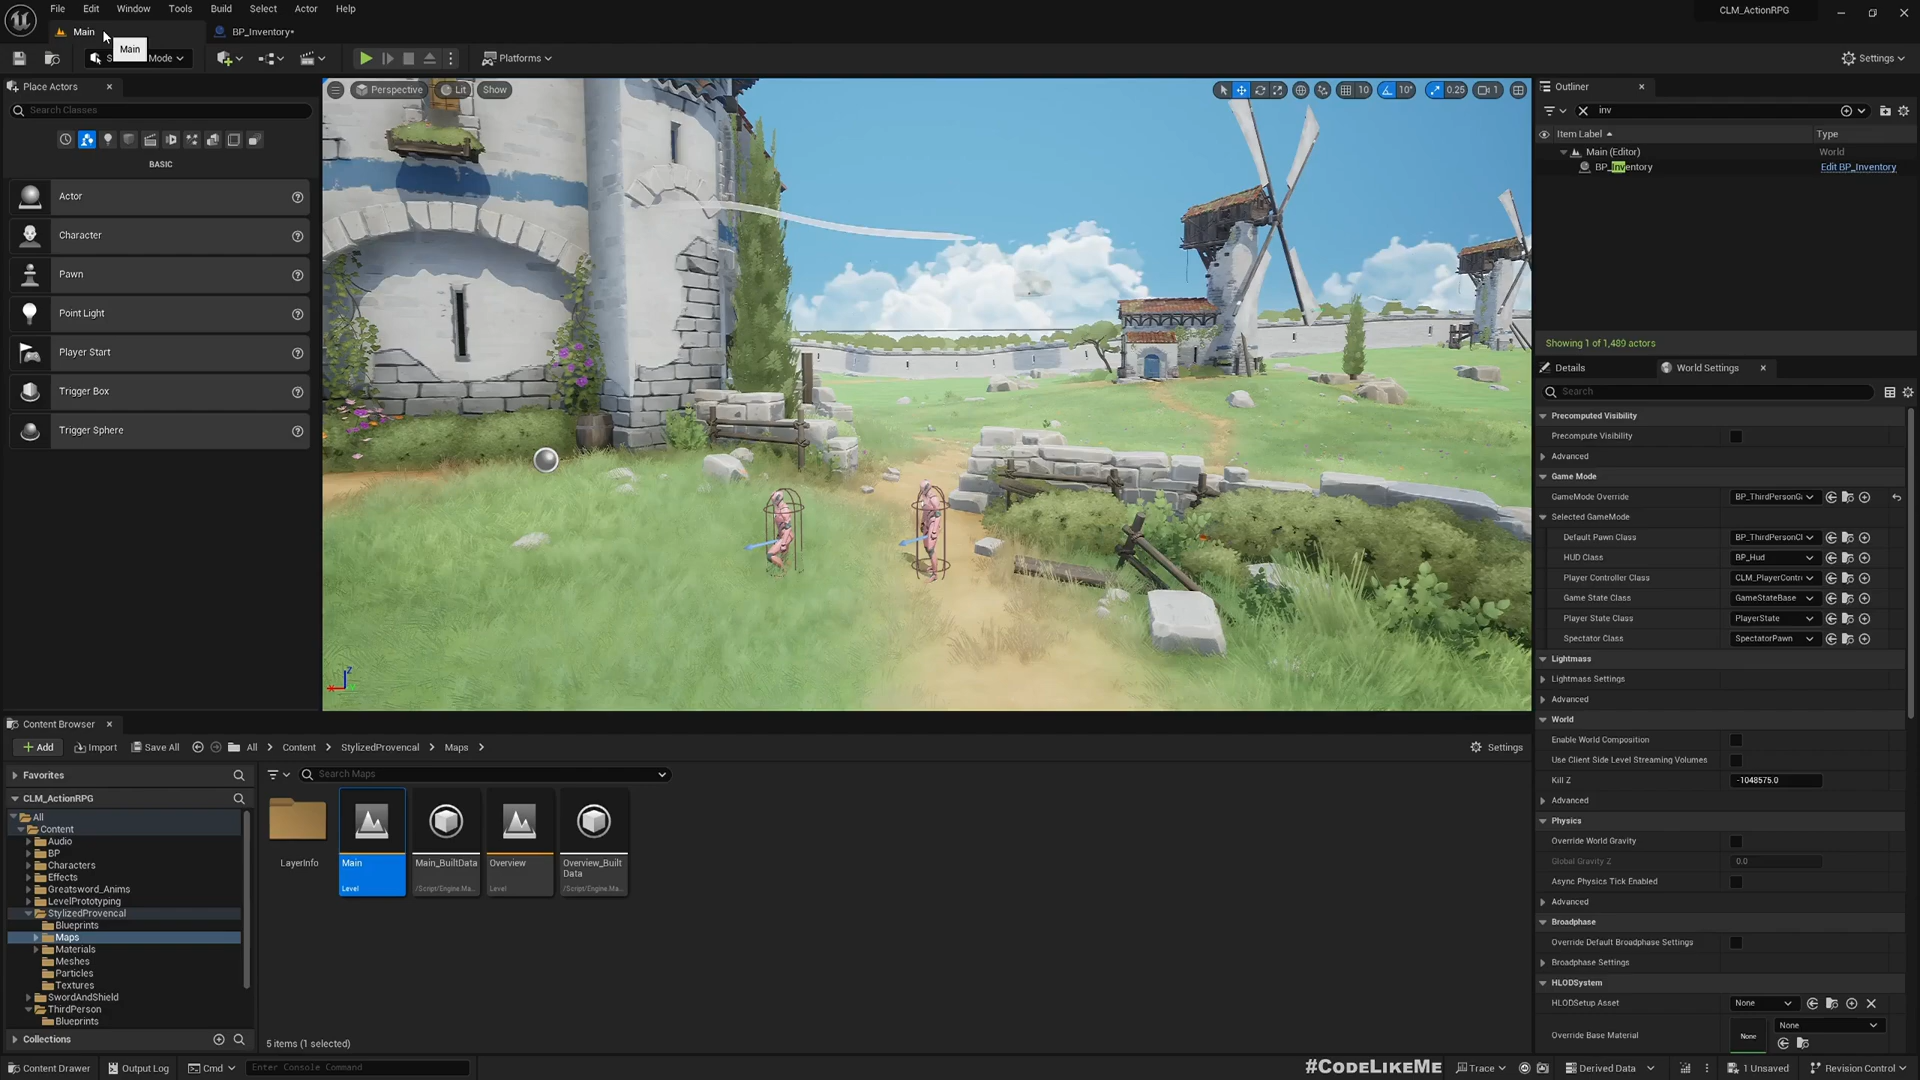 File Edit Window Tools Build Select Actor Help
CLM_ActionRPG
Main
BP_Inventory•
Main
Mode
Platforms
Settings
Place Actors
Search Classes
BASIC
Actor
Character
Pawn
Point Light
Player Start
Trigger Box
Trigger Sphere
Perspective
Lit
Show
10
10°
0.25
1
Outliner
inv
Item Label
Type
Main (Editor)
World
BP_Inventory
Edit BP_Inventory
Showing 1 of 1,489 actors
Details
World Settings
Search
Precomputed Visibility
Precompute Visibility
Advanced
Game Mode
GameMode Override
BP_ThirdPersonG
Selected GameMode
Default Pawn Class
BP_ThirdPersonCl
HUD Class
BP_Hud
Player Controller Class
CLM_PlayerContr
Game State Class
GameStateBase
Player State Class
PlayerState
Spectator Class
SpectatorPawn
Lightmass
Lightmass Settings
Advanced
World
Enable World Composition
Use Client Side Level Streaming Volumes
Kill Z
-1048575.0
Advanced
Physics
Override World Gravity
Global Gravity Z
0.0
Async Physics Tick Enabled
Advanced
Broadphase
Override Default Broadphase Settings
Broadphase Settings
HLODSystem
HLODSetup Asset
None
Override Base Material
None
None
Z
Content Browser
Add
Import
Save All
All
Content
StylizedProvencal
Maps
Settings
Favorites
CLM_ActionRPG
All
Content
Audio
BP
Characters
Effects
Greatsword_Anims
LevelPrototyping
StylizedProvencal
Blueprints
Maps
Materials
Meshes
Particles
Textures
SwordAndShield
ThirdPerson
Blueprints
Collections
Search Maps
LayerInfo
Main
Level
Main_BuiltData
/Script/Engine.Ma...
Overview
Level
Overview_Built
Data
/Script/Engine.Ma...
5 items (1 selected)
Content Drawer
Output Log
Cmd
Enter Console Command
#CodeLikeMe
Trace
Derived Data
1 Unsaved
Revision Control